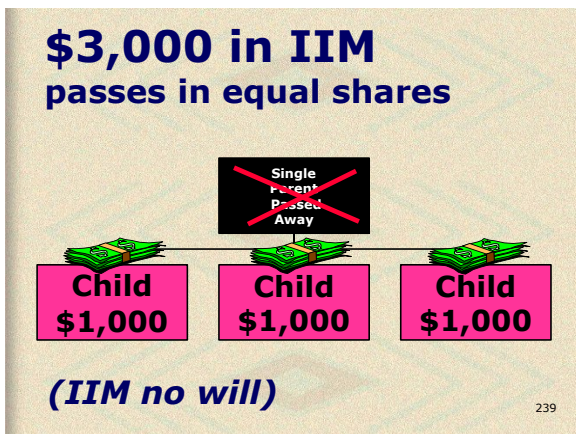 $3,000 in IIM
passes in equal shares
Single
Parent
Passed
Away
Child
$1,000
Child
$1,000
Child
$1,000
(IIM no will)
239